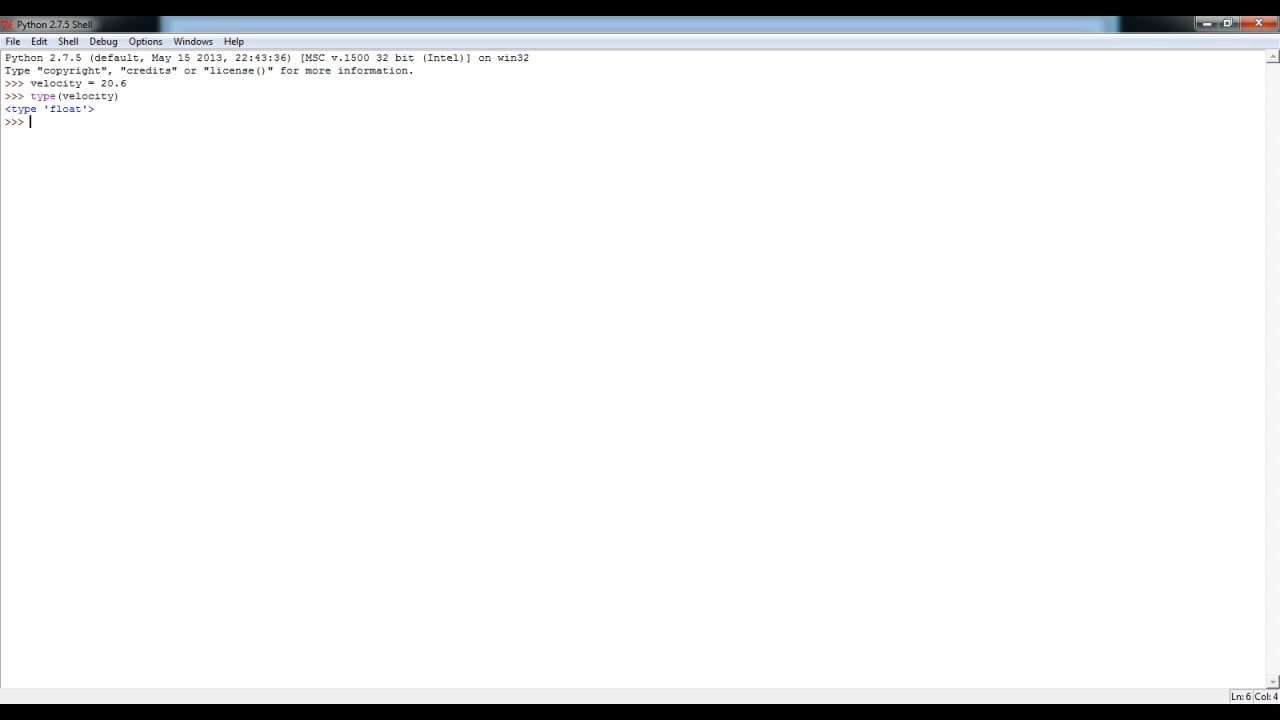 Python 2.7.5 Shell
File Edit Shell Debug Options Windows Help
Python 2.7.5 (default, May 15 2013, 22:43:36) [MSC v.1500 32 bit (Intel)] on win32
Type "copyright", "credits" or "license()" for more information.
>>> velocity = 20.6
>>> type(velocity)
<type 'float'>
>>>
Ln: 6 Col: 4